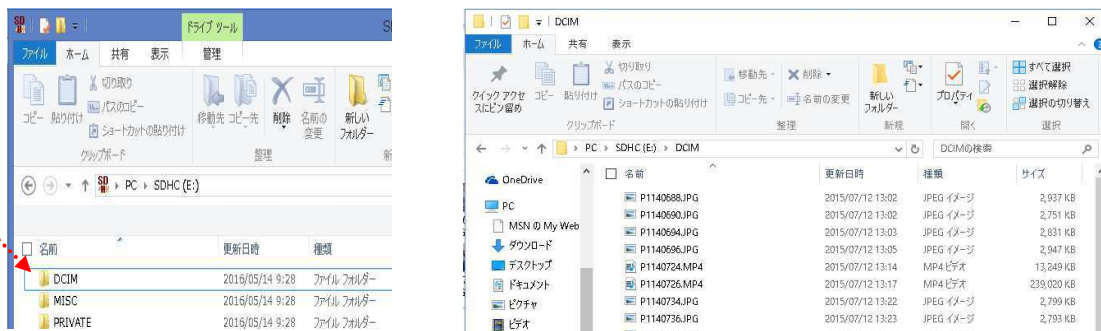 ドライブ ツール
ファイル ホーム 共有 表示 管理
コピー 貼り付け 切り取り パスのコピー ショートカットの貼り付け
移動先 コピー先 削除 名前の変更 新しいフォルダー
クリップボード 整理
PC SDHC (E:)
名前 更新日時 種類
DCIM 2016/05/14 9:28 ファイル フォルダー
MISC 2016/05/14 9:28 ファイル フォルダー
PRIVATE 2016/05/14 9:28 ファイル フォルダー
DCIM
ファイル ホーム 共有 表示
クイック アクセスにピン留め コピー 貼り付け 切り取り パスのコピー ショートカットの貼り付け
移動先 コピー先 削除 名前の変更 新しいフォルダー プロパティ
すべて選択
選択解除
選択の切り替え
クリップボード 整理 新規 開く 選択
PC SDHC (E:) DCIM DCIMの検索
名前 更新日時 種類 サイズ
OneDrive
PC
MSN の My Web
ダウンロード
デスクトップ
ドキュメント
ピクチャ
ビデオ
P1140688.JPG 2015/07/12 13:02 JPEG イメージ 2,937 KB
P1140690.JPG 2015/07/12 13:02 JPEG イメージ 2,751 KB
P1140694.JPG 2015/07/12 13:03 JPEG イメージ 2,831 KB
P1140696.JPG 2015/07/12 13:05 JPEG イメージ 2,947 KB
P1140724.MP4 2015/07/12 13:14 MP4 ビデオ 13,249 KB
P1140726.MP4 2015/07/12 13:17 MP4 ビデオ 239,020 KB
P1140734.JPG 2015/07/12 13:22 JPEG イメージ 2,799 KB
P1140736.JPG 2015/07/12 13:23 JPEG イメージ 2,793 KB